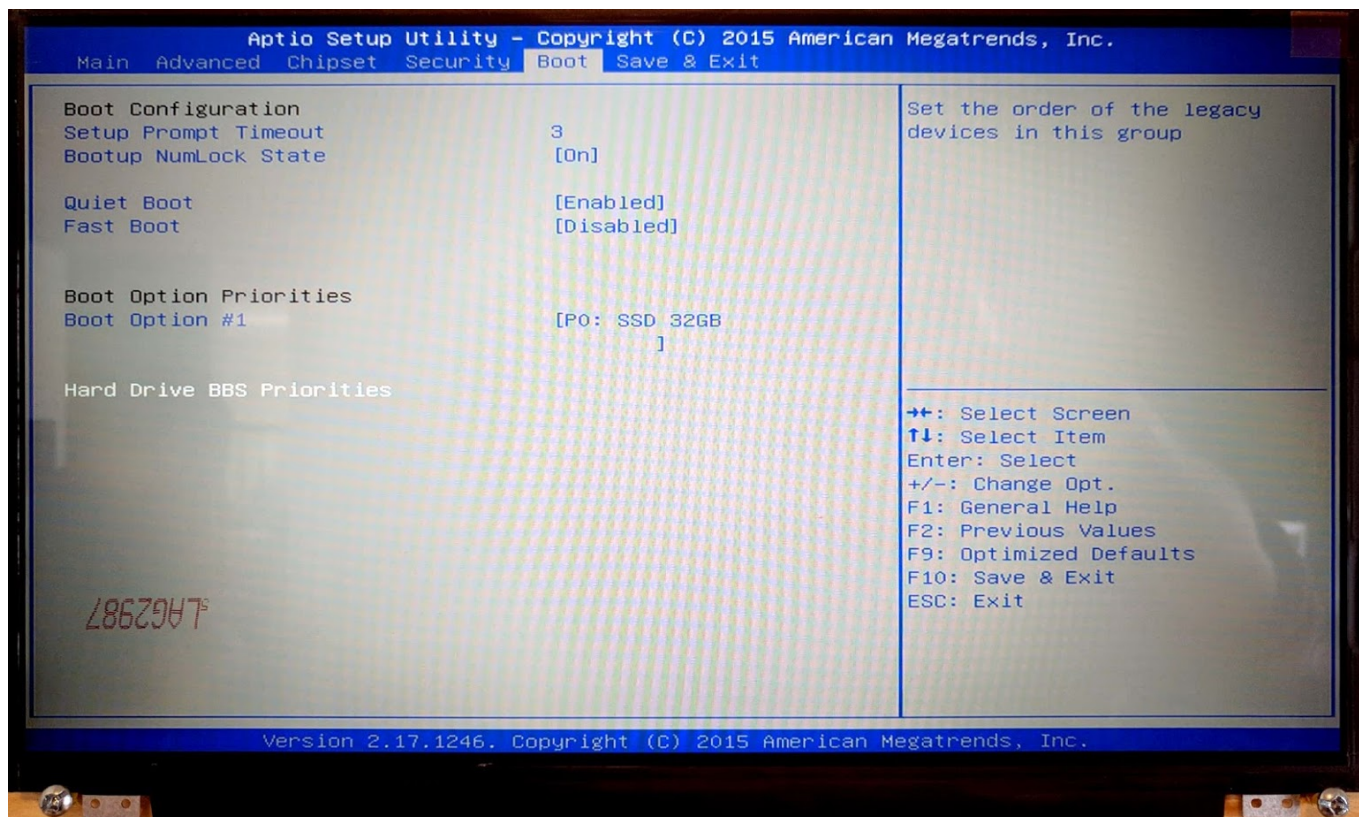 Aptio Setup Utility – Copyright (C) 2015 American Megatrends, Inc.
Main Advanced Chipset Security Boot Save & Exit
Boot Configuration
Setup Prompt Timeout 3
Bootup NumLock State [On]
Quiet Boot [Enabled]
Fast Boot [Disabled]
Boot Option Priorities
Boot Option #1 [P0: SSD 32GB
]
Hard Drive BBS Priorities
Set the order of the legacy
devices in this group
→←: Select Screen
↑↓: Select Item
Enter: Select
+/-: Change Opt.
F1: General Help
F2: Previous Values
F9: Optimized Defaults
F10: Save & Exit
ESC: Exit
Version 2.17.1246. Copyright (C) 2015 American Megatrends, Inc.